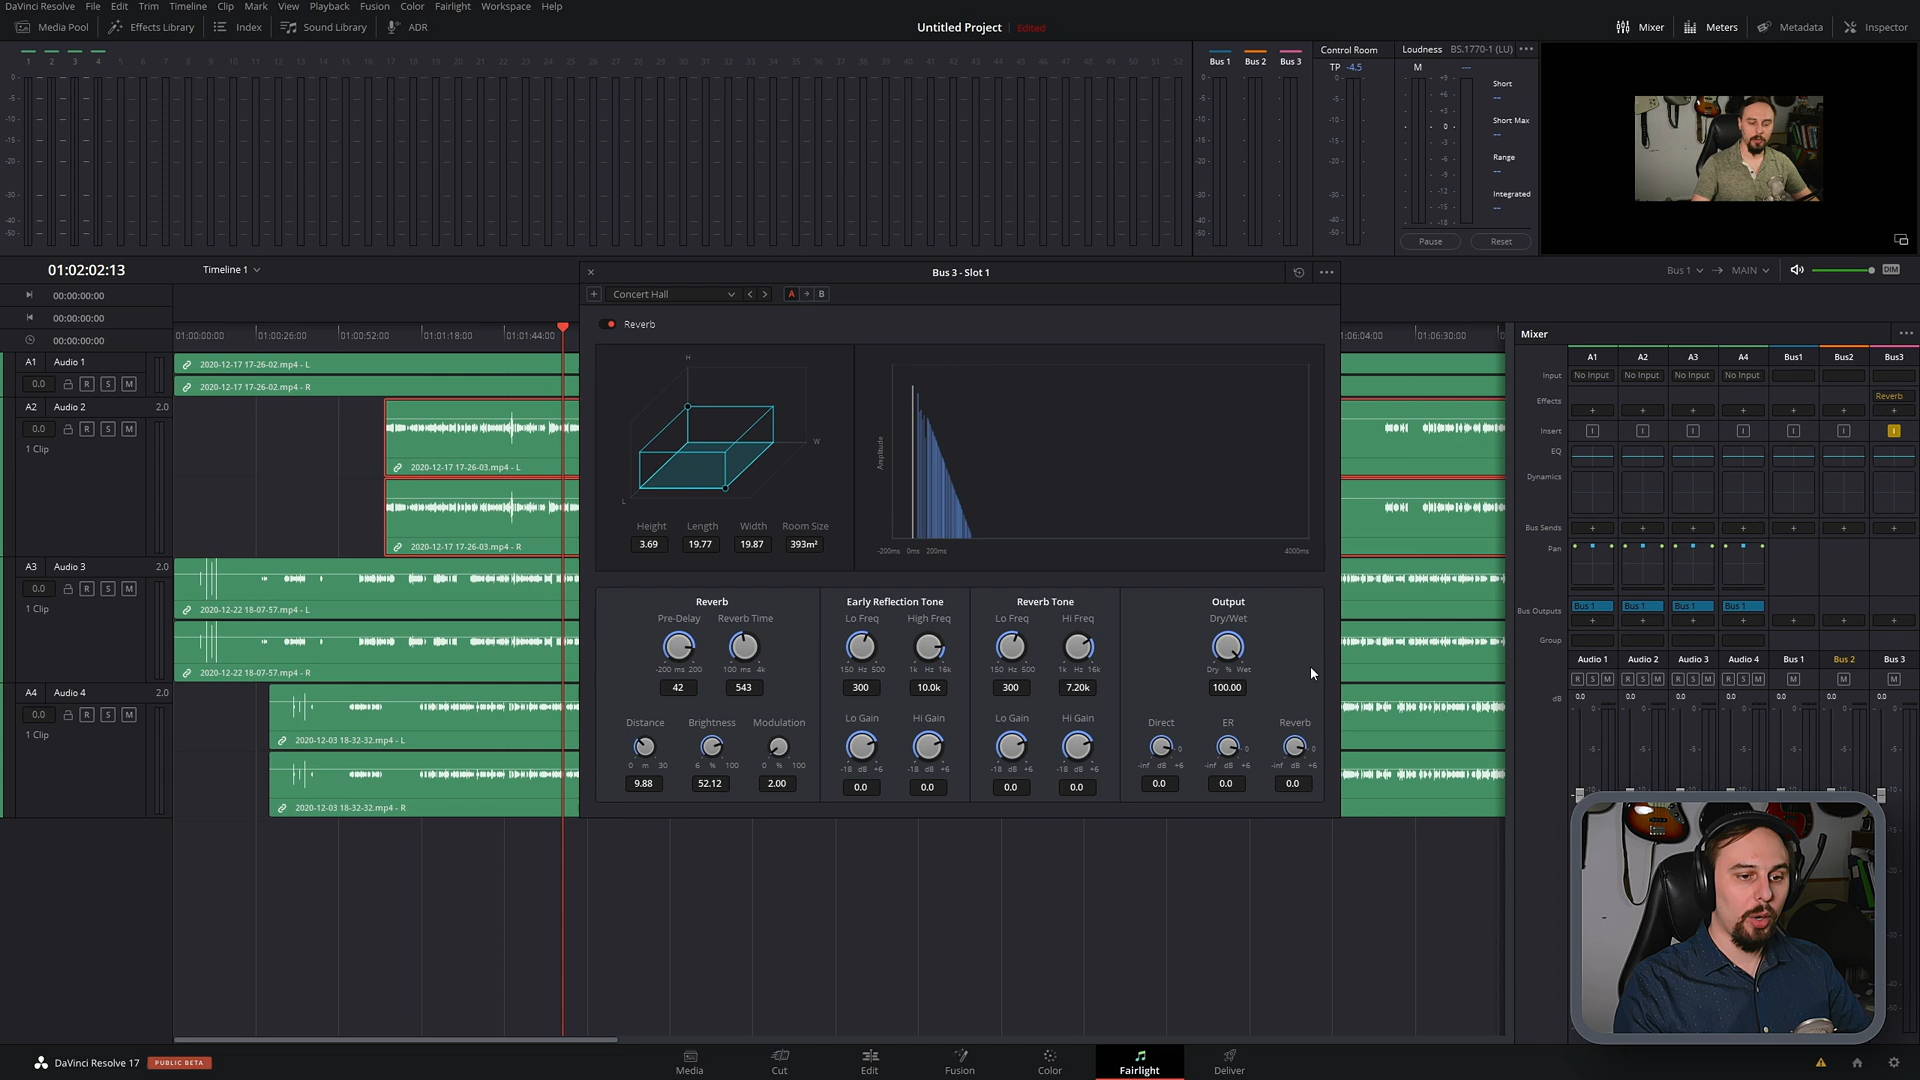 DaVinci Resolve File Edit Trim Timeline Clip Mark View Playback Fusion Color Fairlight Workspace Help
Media Pool Effects Library Index Sound Library ADR Untitled Project Edited Mixer Meters Metadata Inspector
Bus 1 Bus 2 Bus 3 Control Room Loudness BS.1770-1 (LU)
TP -4.5 M
Short
Short Max
Range
Integrated
Pause Reset
01:02:02:13 Timeline 1 Bus 3 - Slot 1 Bus 1 MAIN DIM
00:00:00:00
00:00:00:00
00:00:00:00
Concert Hall A B
Reverb
01:00:00:00 01:00:26:00 01:00:52:00 01:01:18:00 01:01:44:00 01:06:04:00 01:06:30:00
Mixer
A1 A2 A3 A4 Bus1 Bus2 Bus3
Input No Input No Input No Input No Input
Effects Reverb
Insert
EQ
Dynamics
Bus Sends
Pan
Bus Outputs Bus 1 Bus 1 Bus 1 Bus 1
Group
Audio 1 Audio 2 Audio 3 Audio 4 Bus 1 Bus 2 Bus 3
R S M R S M R S M R S M M M M
dB 0.0 0.0 0.0 0.0 0.0 0.0 0.0
A1 Audio 1
0.0 R S M
2020-12-17 17-26-02.mp4 - L
2020-12-17 17-26-02.mp4 - R
A2 Audio 2 2.0
0.0 R S M
1 Clip
2020-12-17 17-26-03.mp4 - L
2020-12-17 17-26-03.mp4 - R
A3 Audio 3 2.0
0.0 R S M
1 Clip
2020-12-22 18-07-57.mp4 - L
2020-12-22 18-07-57.mp4 - R
A4 Audio 4 2.0
0.0 R S M
1 Clip
2020-12-03 18-32-32.mp4 - L
2020-12-03 18-32-32.mp4 - R
H
W
L
Height Length Width Room Size
3.69 19.77 19.87 393m²
Amplitude
-200ms 0ms 200ms 4000ms
Reverb Early Reflection Tone Reverb Tone Output
Pre-Delay Reverb Time Lo Freq High Freq Lo Freq Hi Freq Dry/Wet
-200 ms 200 100 ms 4k 150 Hz 500 1k Hz 16k 150 Hz 500 1k Hz 16k Dry % Wet
42 543 300 10.0k 300 7.20k 100.00
Distance Brightness Modulation Lo Gain Hi Gain Lo Gain Hi Gain Direct ER Reverb
0 m 30 6 % 100 0 % 100 -18 dB +6 -18 dB +6 -18 dB +6 -18 dB +6 -inf dB +6 -inf dB +6 -inf dB +6
9.88 52.12 2.00 0.0 0.0 0.0 0.0 0.0 0.0 0.0
DaVinci Resolve 17 PUBLIC BETA Media Cut Edit Fusion Color Fairlight Deliver